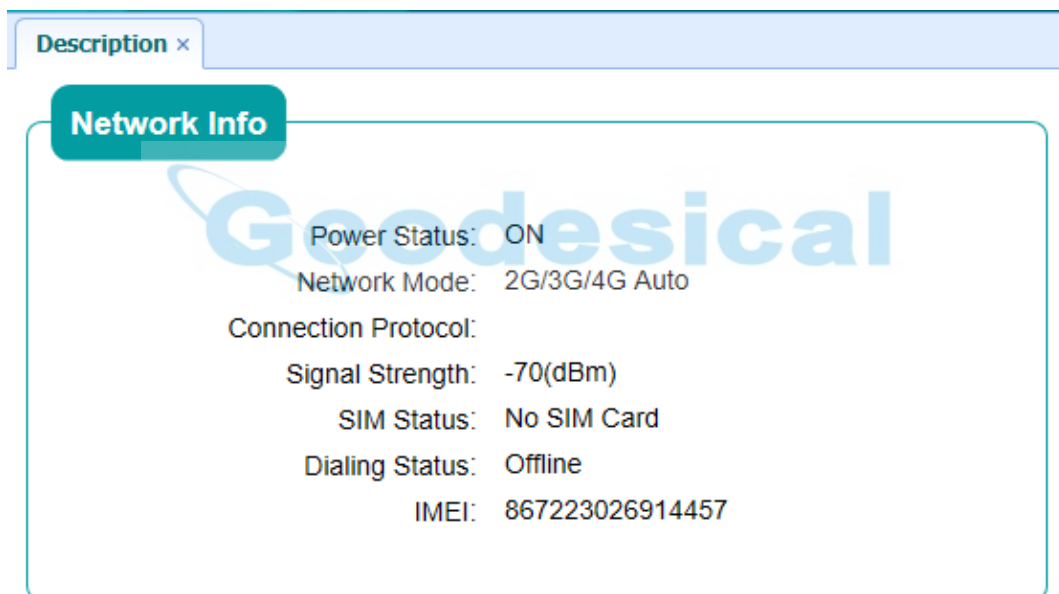 Description ×
Network Info
Geodesical
Power Status: ON
Network Mode: 2G/3G/4G Auto
Connection Protocol:
Signal Strength: -70(dBm)
SIM Status: No SIM Card
Dialing Status: Offline
IMEI: 867223026914457